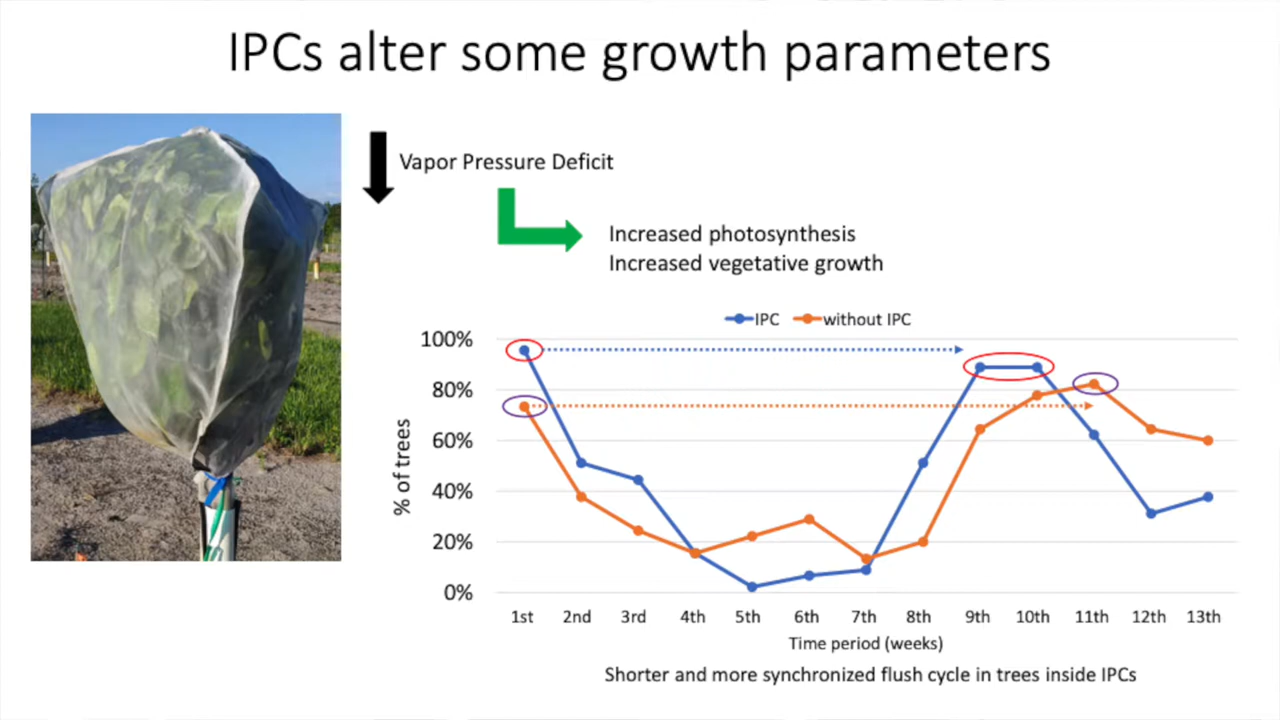 IPCs alter some growth parameters
Vapor Pressure Deficit
Increased photosynthesis
Increased vegetative growth
IPC
without IPC
100%
80%
60%
40%
20%
0%
% of trees
1st 2nd 3rd 4th 5th 6th 7th 8th 9th 10th 11th 12th 13th
Time period (weeks)
Shorter and more synchronized flush cycle in trees inside IPCs